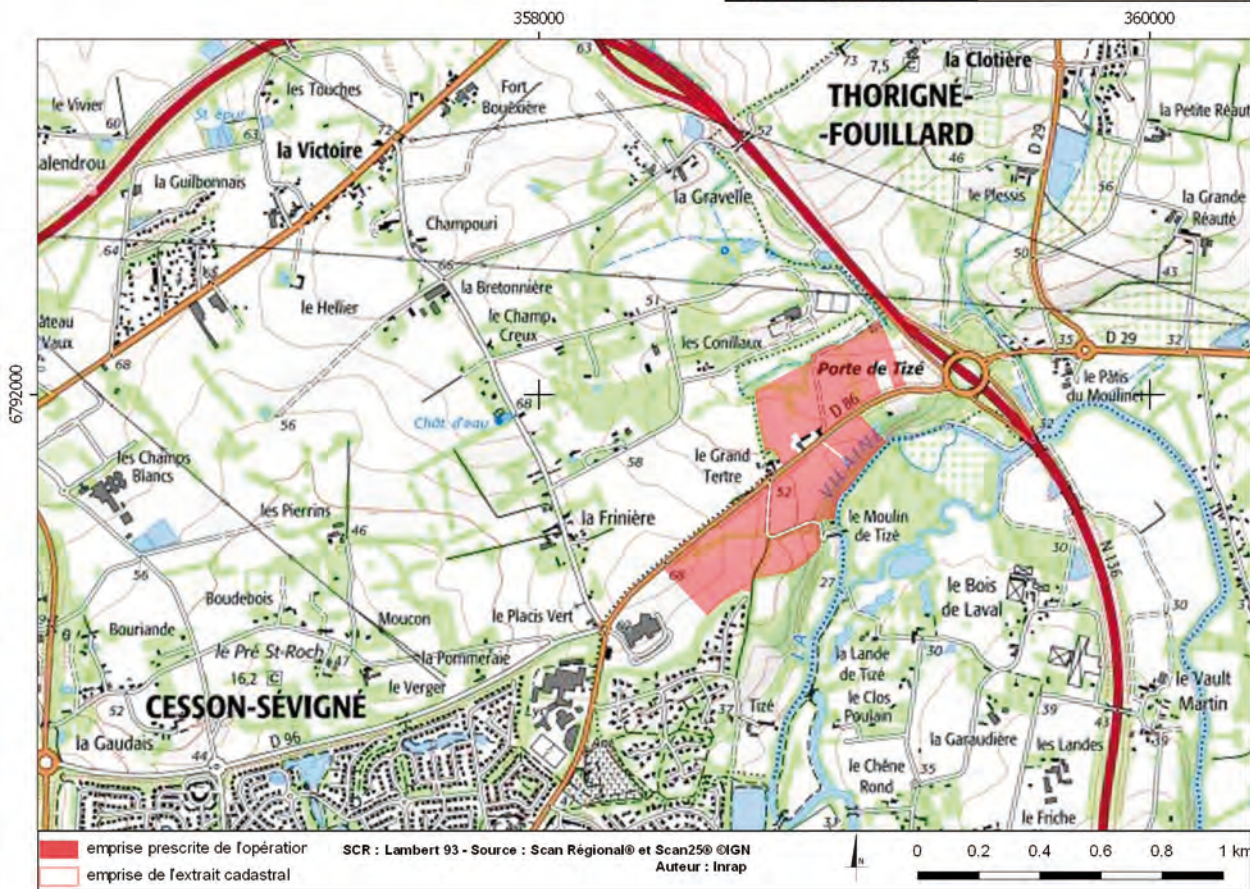 358000
360000
6792000
63
73
7,5
la Clotière
les Touches
Fort
Bouëxière
THORIGNÉ-
-FOUILLARD
la Petite Réaut
le Vivier
60
St épur
63
72
52
D 29
la Victoire
46
alendrou
la Guilbonnais
la Gravelle
le Plessis
56
la Grande
Réauté
Champouri
64
66
50
43
le Hellier
la Bretonnière
51
âteau
Vaux
le Champ
Creux
les Conillaux
35
D 29
32
68
Porte de Tizé
le Pâtis
du Moulinet
D 86
68
Chât d'eau
56
32
le Grand
Tertre
VILAINE
58
les Champs
Blancs
52
les Pierrins
la Frinière
46
le Moulin
de Tizé
N 136
30
56
68
27
le Bois
de Laval
30
Boudebois
Moucon
le Placis Vert
Bouriande
LA
le Pré St-Roch
47
la Pommeraie
la Lande
de Tizé
30
16,2
le Verger
le Vault
Martin
CESSON-SÉVIGNÉ
52
37
Tizé
le Clos
Poulain
39
41
D 96
la Gaudais
la Garaudière
les Landes
39
44
le Chêne
Rond
35
33
le Friche
emprise prescrite de l'opération
emprise de l'extrait cadastral
SCR : Lambert 93 - Source : Scan Régional® et Scan25® ©IGN
Auteur : Inrap
N
0 0.2 0.4 0.6 0.8 1 km